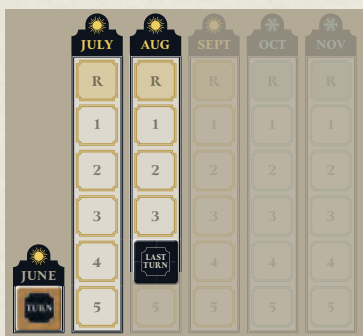 JULY AUG SEPT OCT NOV
R R R R R
1 1 1 1 1
2 2 2 2 2
3 3 3 3 3
JUNE
4 LAST TURN 4 4 4
TURN
5 5 5 5 5